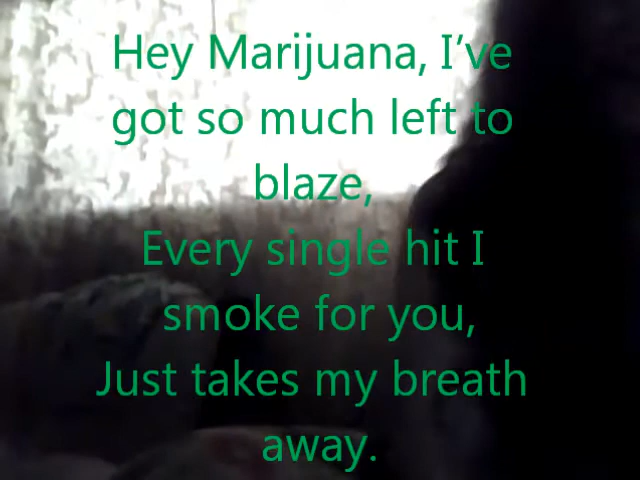 Hey Marijuana, I've
got so much left to
blaze,
Every single hit I
smoke for you,
Just takes my breath
away.